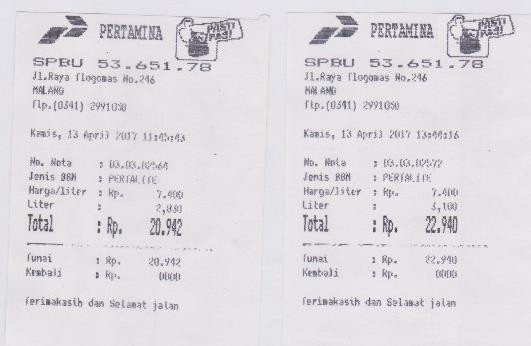 PERTAMINA
PASTI PAS!
SPBU 53.651.78
Jl.Raya Tlogomas No.246
MALANG
Tlp.(0341) 2991030
Kamis, 13 April 2017 11:45:43
No. Nota : 03.03.02564
Jenis BBM : PERTALITE
Harga/liter : Rp. 7.400
Liter : 2,830
Total : Rp. 20.942
Tunai : Rp. 20.942
Kembali : Rp. 0000
Terimakasih dan Selamat jalan
PERTAMINA
PASTI PAS!
SPBU 53.651.78
Jl.Raya Tlogomas No.246
MALANG
Tlp.(0341) 2991030
Kamis, 13 April 2017 13:44:16
No. Nota : 03.03.02572
Jenis BBM : PERTALITE
Harga/liter : Rp. 7.400
Liter : 3,100
Total : Rp. 22.940
Tunai : Rp. 22.940
Kembali : Rp. 0000
Terimakasih dan Selamat jalan